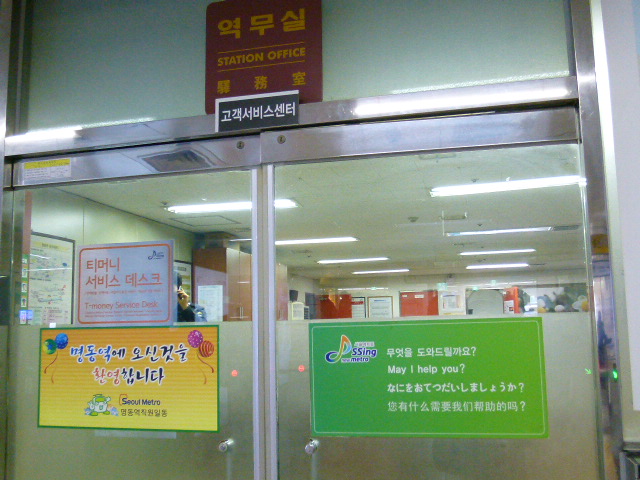 역무실
STATION OFFICE
驛務室
고객서비스센터
티머니
서비스 데스크
T-money Service Desk
명동역에 오신것을
환영합니다
Seoul Metro
명동역직원일동
SSing
metro
무엇을 도와드릴까요?
May I help you?
なにをおてつだいしましょうか?
您有什么需要我们帮助的吗?